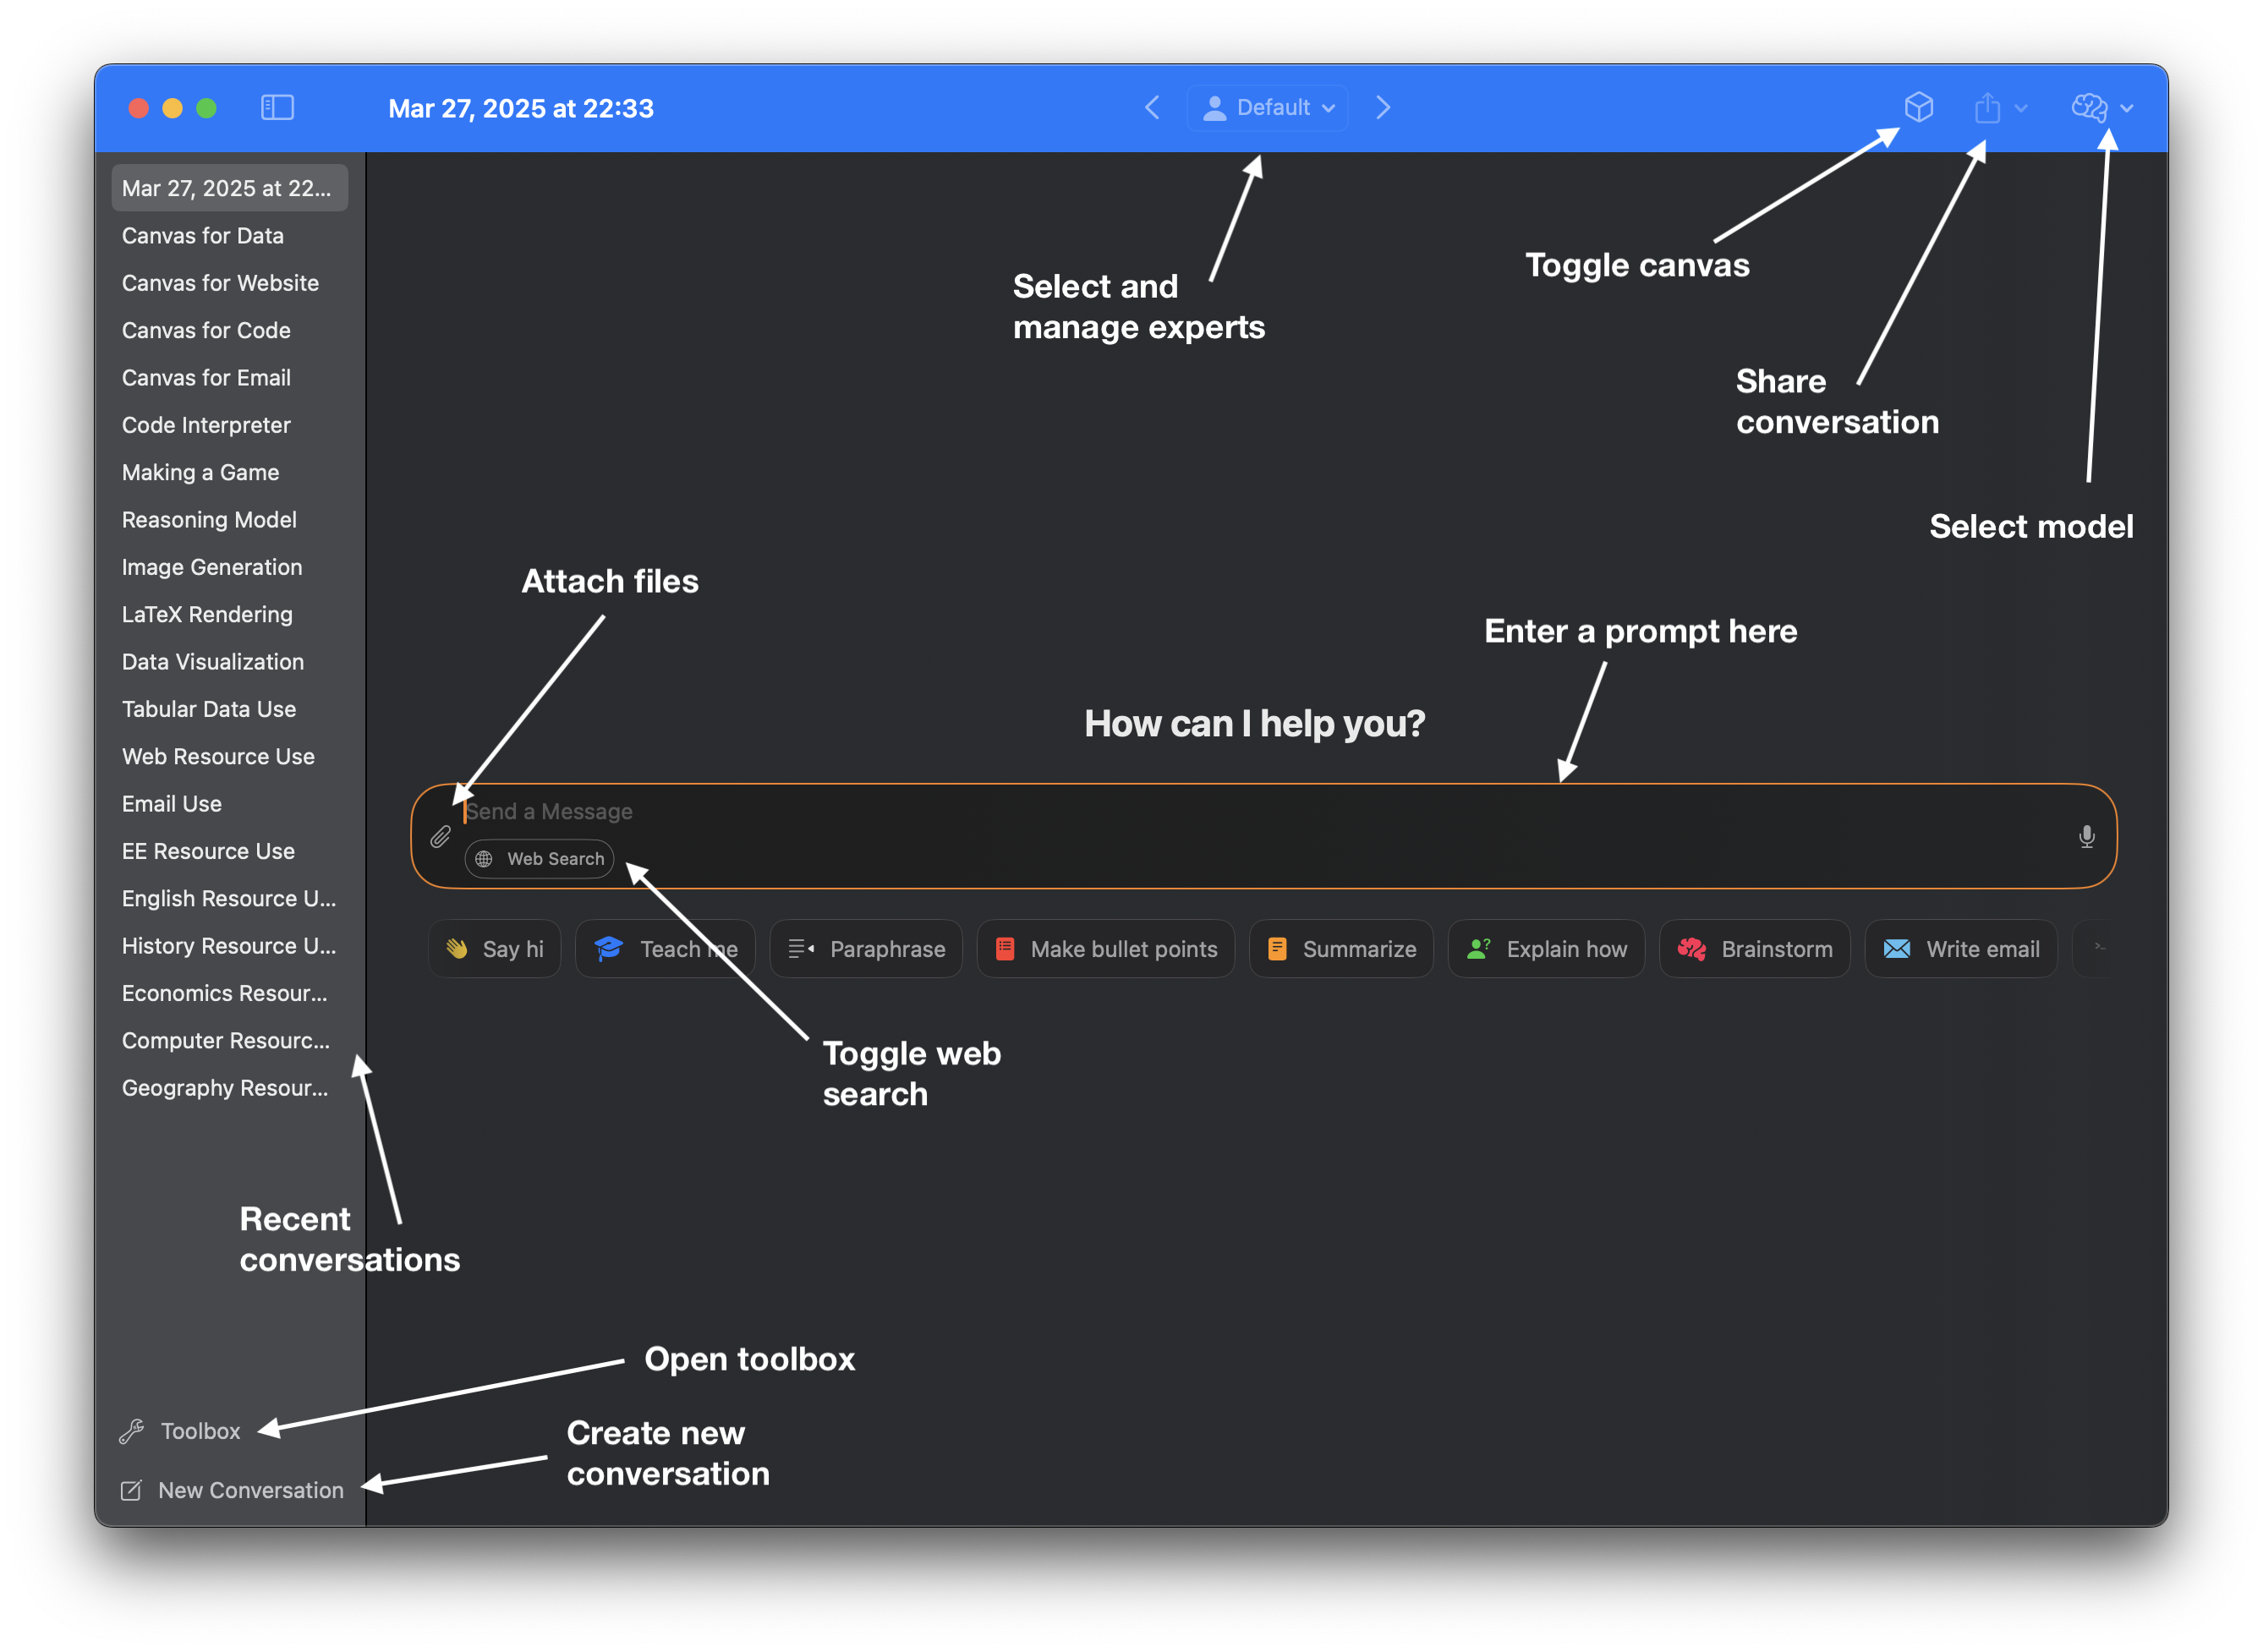 Mar 27, 2025 at 22:33
Default
Mar 27, 2025 at 22...
Canvas for Data
Canvas for Website
Canvas for Code
Canvas for Email
Code Interpreter
Making a Game
Reasoning Model
Image Generation
LaTeX Rendering
Data Visualization
Tabular Data Use
Web Resource Use
Email Use
EE Resource Use
English Resource U...
History Resource U...
Economics Resour...
Computer Resourc...
Geography Resour...
Recent
conversations
Toolbox
New Conversation
Select and
manage experts
Toggle canvas
Share
conversation
Select model
Attach files
Enter a prompt here
How can I help you?
Send a Message
Web Search
Say hi
Teach me
Paraphrase
Make bullet points
Summarize
Explain how
Brainstorm
Write email
Toggle web
search
Open toolbox
Create new
conversation